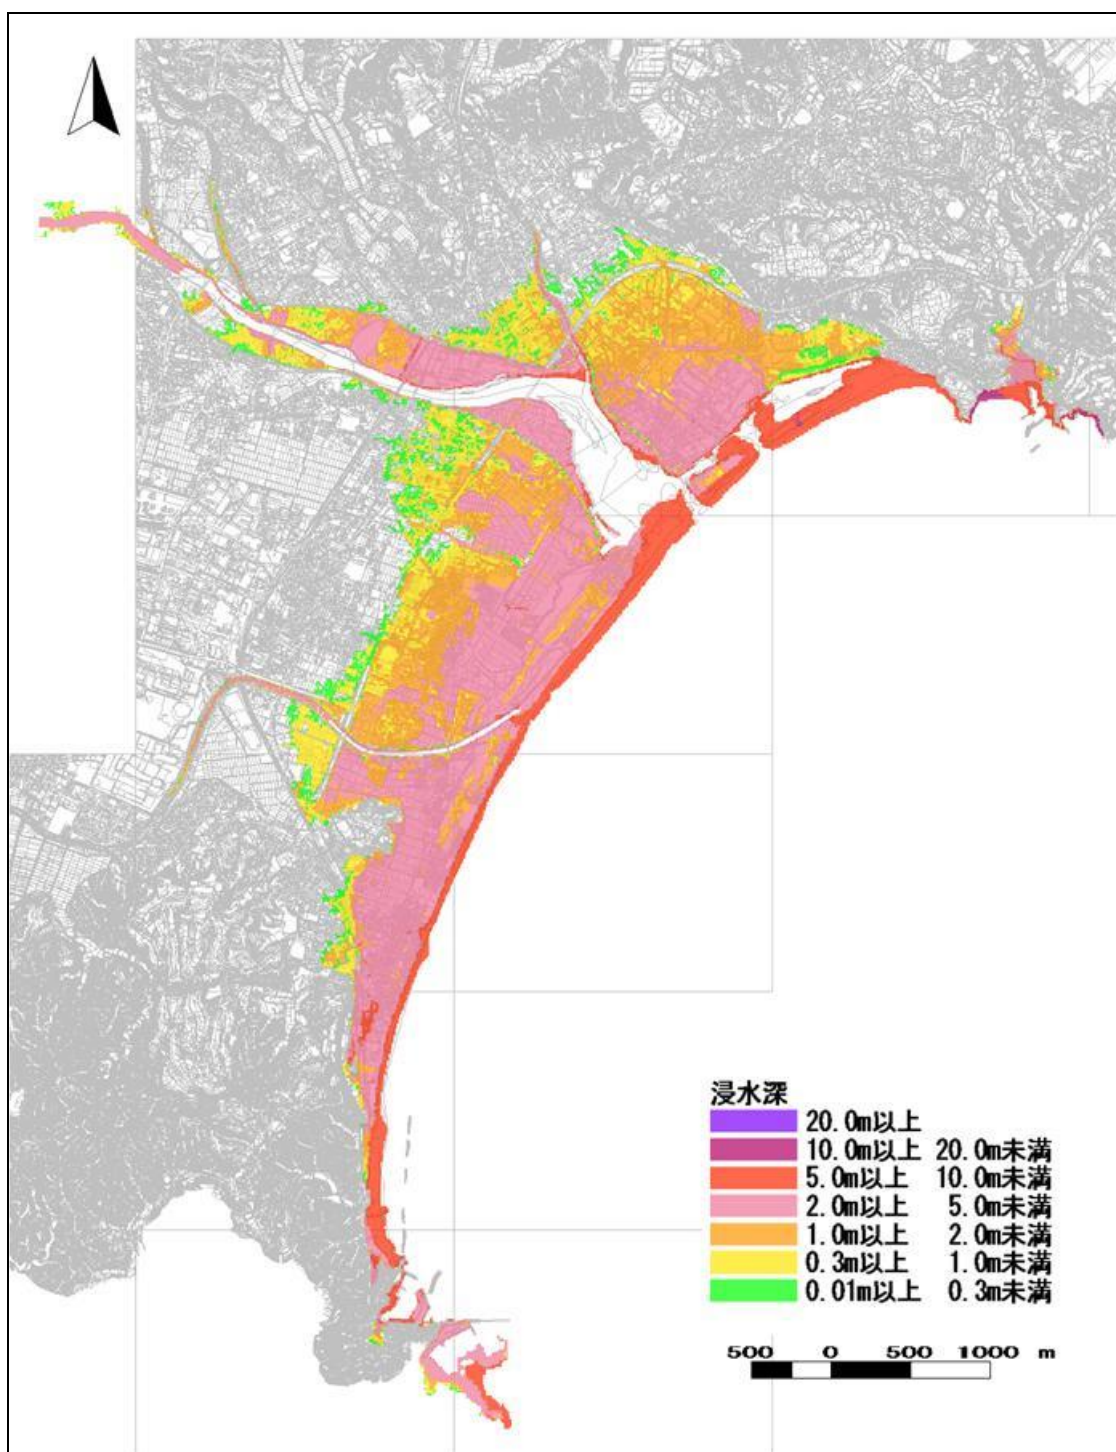 浸水深
20.0m以上
10.0m以上 20.0m未満
5.0m以上 10.0m未満
2.0m以上 5.0m未満
1.0m以上 2.0m未満
0.3m以上 1.0m未満
0.01m以上 0.3m未満
500 0 500 1000 m